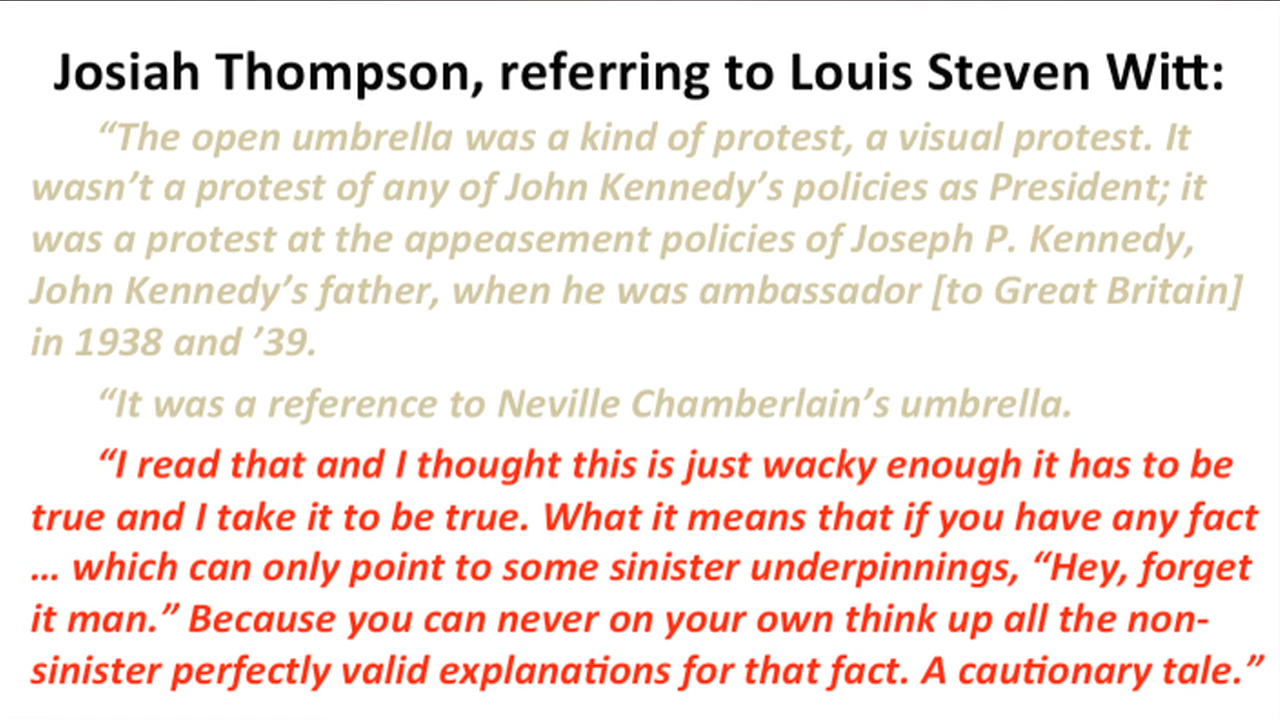 Josiah Thompson, referring to Louis Steven Witt:
“The open umbrella was a kind of protest, a visual protest. It
wasn’t a protest of any of John Kennedy’s policies as President; it
was a protest at the appeasement policies of Joseph P. Kennedy,
John Kennedy’s father, when he was ambassador [to Great Britain]
in 1938 and ’39.
“It was a reference to Neville Chamberlain’s umbrella.
“I read that and I thought this is just wacky enough it has to be
true and I take it to be true. What it means that if you have any fact
… which can only point to some sinister underpinnings, “Hey, forget
it man.” Because you can never on your own think up all the non-
sinister perfectly valid explanations for that fact. A cautionary tale.”